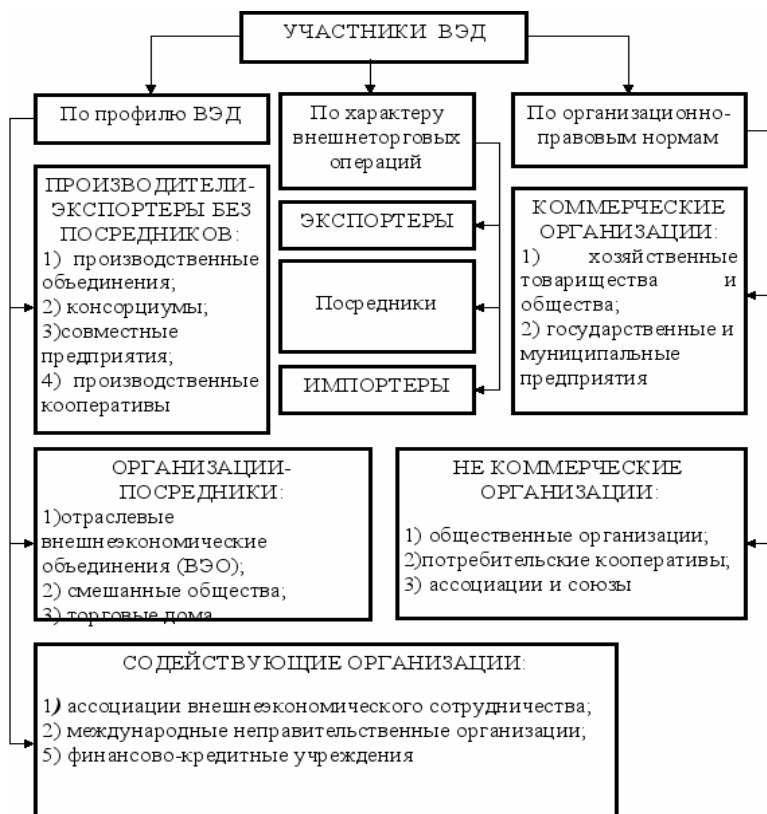 УЧАСТНИКИ ВЭД
По профилю ВЭД
По характеру
внешнеторговых
операций
По организационно-
правовым нормам
ПРОИЗВОДИТЕЛИ-
ЭКСПОРТЕРЫ БЕЗ
ПОСРЕДНИКОВ:
1) производственные
объединения;
2) консорциумы;
3)совместные
предприятия;
4) производственные
кооперативы
ЭКСПОРТЕРЫ
Посредники
ИМПОРТЕРЫ
КОММЕРЧЕСКИЕ
ОРГАНИЗАЦИИ:
1) хозяйственные
товарищества и
общества;
2) государственные и
муниципальные
предприятия
ОРГАНИЗАЦИИ-
ПОСРЕДНИКИ:
1)отраслевые
внешнеэкономические
объединения (ВЭО);
2) смешанные общества;
3) торговые дома
НЕ КОММЕРЧЕСКИЕ
ОРГАНИЗАЦИИ:
1) общественные организации;
2)потребительские кооперативы;
3) ассоциации и союзы
СОДЕЙСТВУЮЩИЕ ОРГАНИЗАЦИИ:
1) ассоциации внешнеэкономического сотрудничества;
2) международные неправительственные организации;
5) финансово-кредитные учреждения